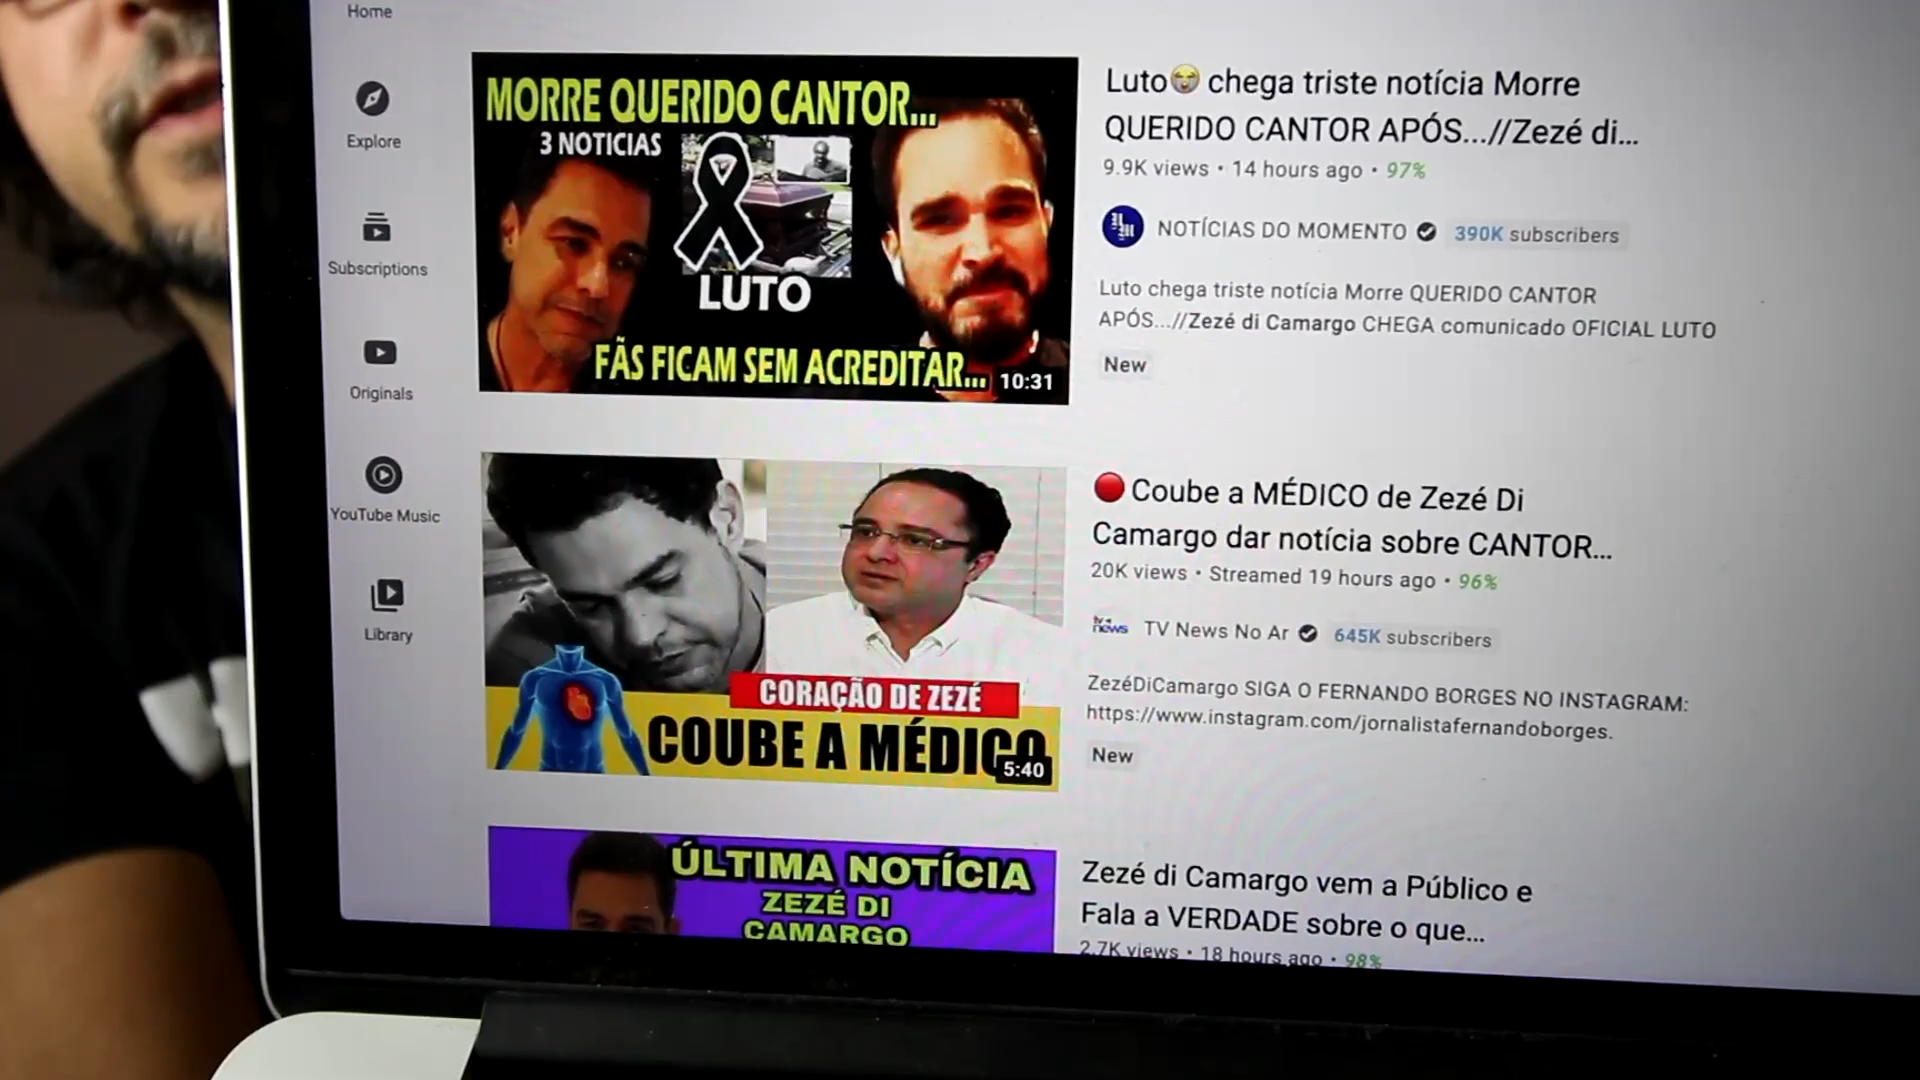 Home
Explore
Subscriptions
Originals
YouTube Music
Library
MORRE QUERIDO CANTOR...
3 NOTICIAS
LUTO
FÃS FICAM SEM ACREDITAR...
10:31
Luto😭 chega triste notícia Morre
QUERIDO CANTOR APÓS...//Zezé di...
9.9K views • 14 hours ago • 97%
NOTÍCIAS DO MOMENTO 390K subscribers
Luto chega triste notícia Morre QUERIDO CANTOR
APÓS...//Zezé di Camargo CHEGA comunicado OFICIAL LUTO
New
CORAÇÃO DE ZEZÉ
COUBE A MÉDICO
5:40
🔴 Coube a MÉDICO de Zezé Di
Camargo dar notícia sobre CANTOR...
20K views • Streamed 19 hours ago • 96%
tv news TV News No Ar 645K subscribers
ZezéDiCamargo SIGA O FERNANDO BORGES NO INSTAGRAM:
https://www.instagram.com/jornalistafernandoborges.
New
ÚLTIMA NOTÍCIA
ZEZÉ DI
CAMARGO
Zezé di Camargo vem a Público e
Fala a VERDADE sobre o que...
2.7K views • 18 hours ago • 98%